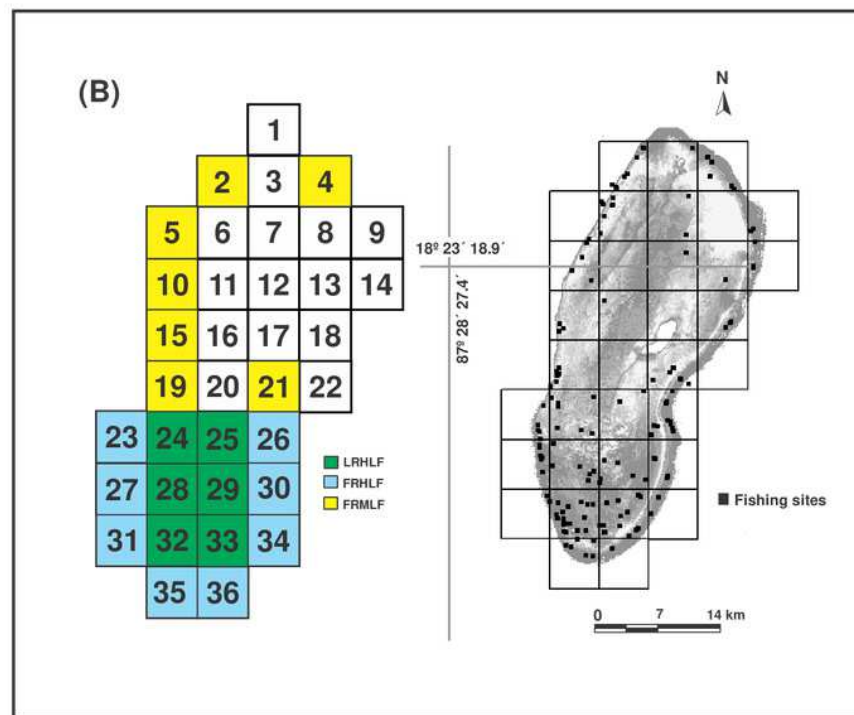 (B)
1
2 3 4
5 6 7 8 9
10 11 12 13 14
15 16 17 18
19 20 21 22
23 24 25 26
27 28 29 30
31 32 33 34
35 36
LRHLF
FRHLF
FRMLF
N
18º 23´ 18.9´
87º 28´ 27.4´
Fishing sites
0 7 14 km